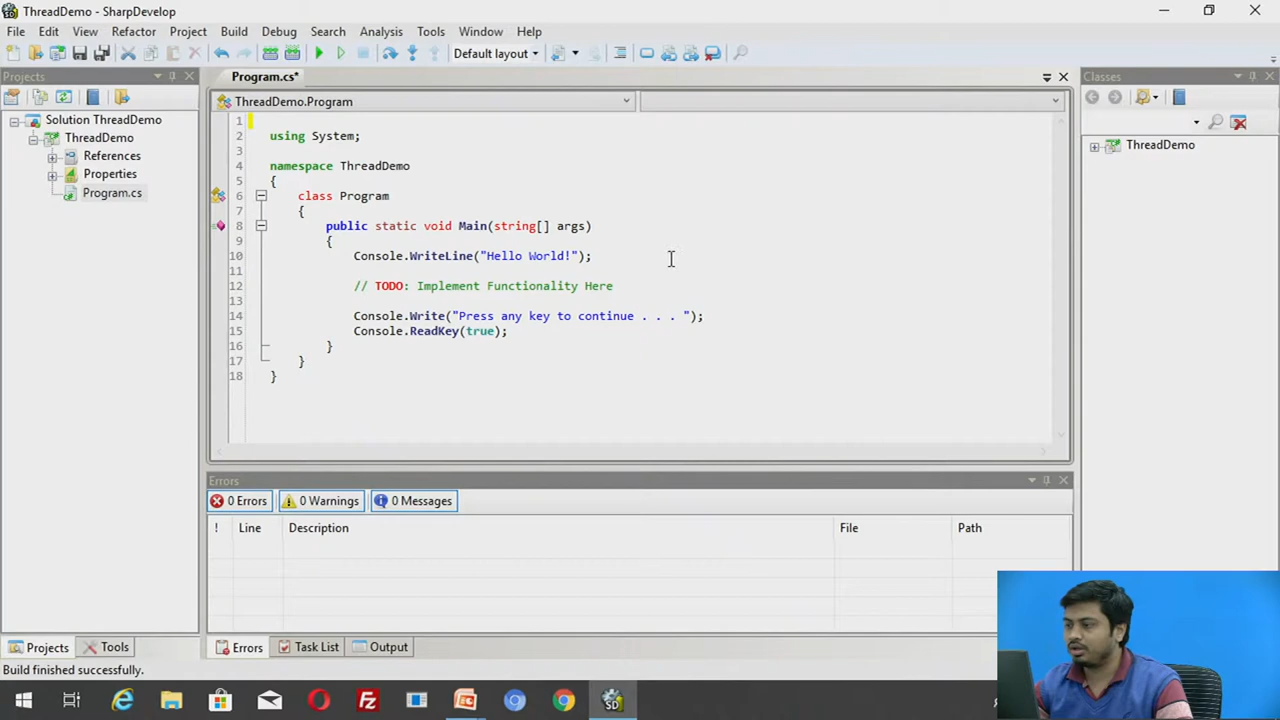 ThreadDemo - SharpDevelop
File Edit View Refactor Project Build Debug Search Analysis Tools Window Help
Default layout
Projects
Program.cs*
Classes
ThreadDemo.Program
Solution ThreadDemo
ThreadDemo
References
Properties
Program.cs
ThreadDemo
1
2 using System;
3
4 namespace ThreadDemo
5 {
6 class Program
7 {
8 public static void Main(string[] args)
9 {
10 Console.WriteLine("Hello World!");
11
12 // TODO: Implement Functionality Here
13
14 Console.Write("Press any key to continue . . . ");
15 Console.ReadKey(true);
16 }
17 }
18 }
Errors
0 Errors 0 Warnings 0 Messages
! Line Description File Path
Projects Tools
Errors Task List Output
Build finished successfully.